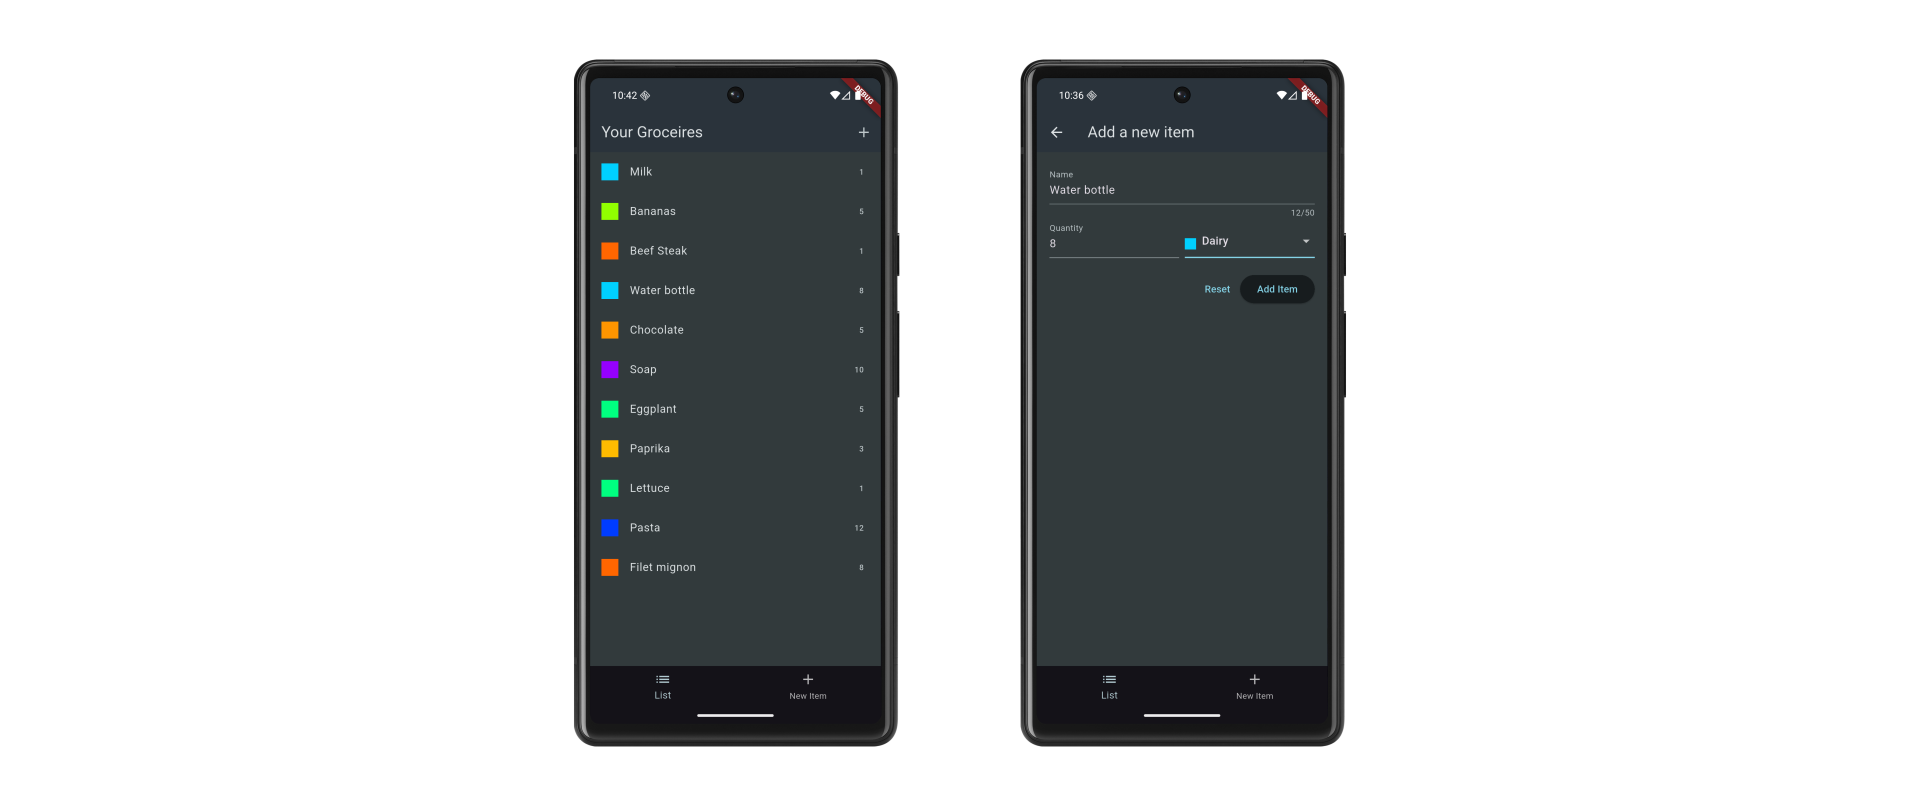 10:42
DEBUG
Your Groceires
Milk 1
Bananas 5
Beef Steak 1
Water bottle 8
Chocolate 5
Soap 10
Eggplant 5
Paprika 3
Lettuce 1
Pasta 12
Filet mignon 8
List New Item
10:36
DEBUG
Add a new item
Name
Water bottle
12/50
Quantity
8 Dairy
Reset Add Item
List New Item